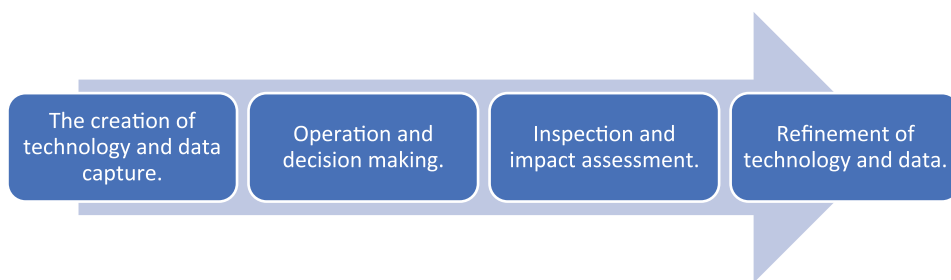 The creation of
technology and data
capture.
Operation and
decision making.
Inspection and
impact assessment.
Refinement of
technology and data.